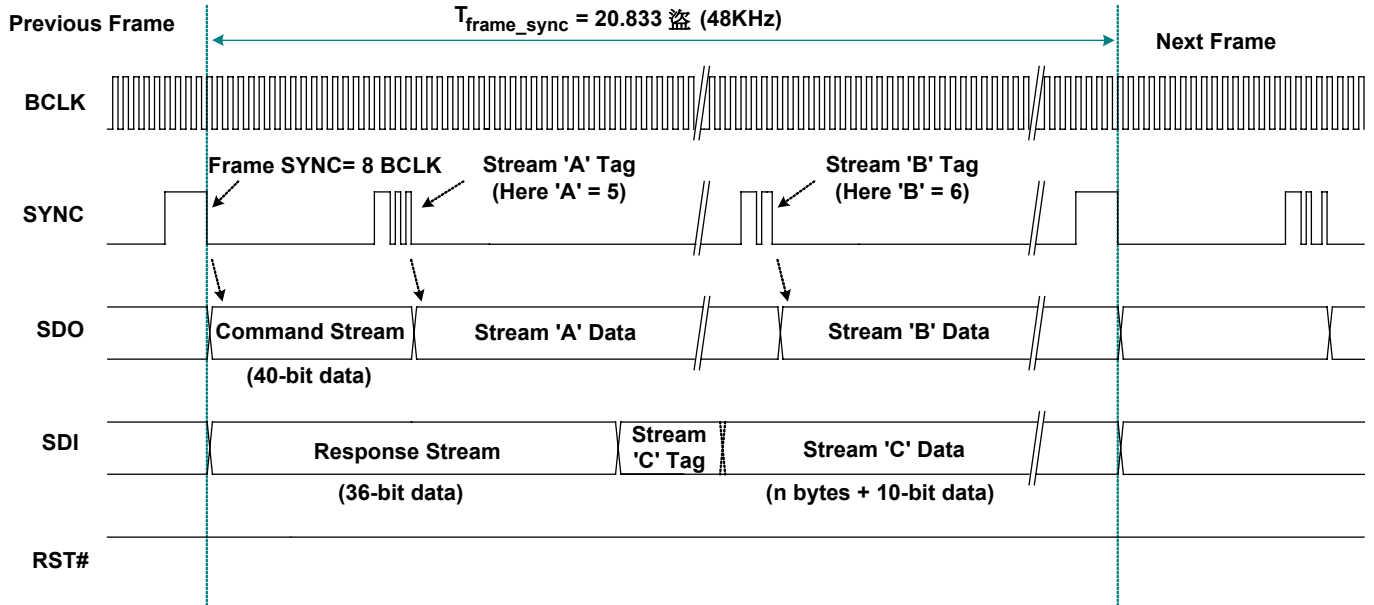 Previous Frame
Tframe_sync = 20.833 盜 (48KHz)
Next Frame
BCLK
Frame SYNC= 8 BCLK
Stream 'A' Tag
(Here 'A' = 5)
Stream 'B' Tag
(Here 'B' = 6)
SYNC
SDO
Command Stream
Stream 'A' Data
Stream 'B' Data
(40-bit data)
SDI
Response Stream
Stream
'C' Tag
Stream 'C' Data
(36-bit data)
(n bytes + 10-bit data)
RST#